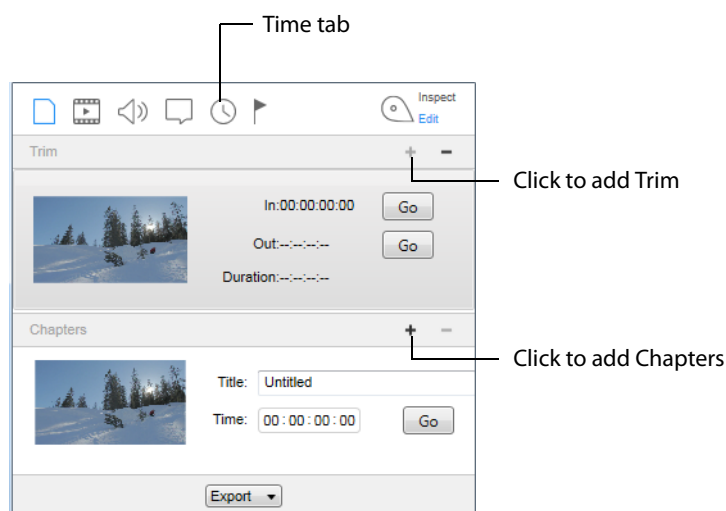 Time tab
Inspect
Edit
Trim
+ -
Click to add Trim
In:00:00:00:00 Go
Out:--:--:--:-- Go
Duration:--:--:--:--
Chapters
+ -
Click to add Chapters
Title: Untitled
Time: 00:00:00:00 Go
Export